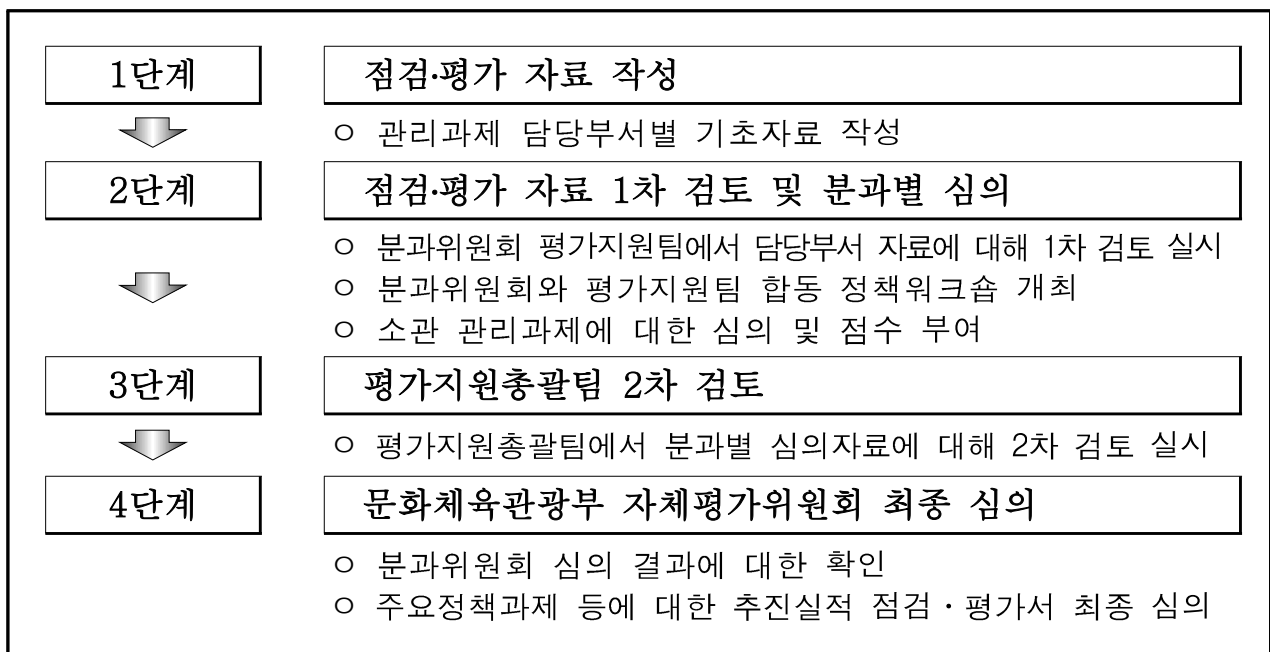 1단계
점검·평가 자료 작성
ㅇ 관리과제 담당부서별 기초자료 작성
2단계
점검·평가 자료 1차 검토 및 분과별 심의
ㅇ 분과위원회 평가지원팀에서 담당부서 자료에 대해 1차 검토 실시
ㅇ 분과위원회와 평가지원팀 합동 정책워크숍 개최
ㅇ 소관 관리과제에 대한 심의 및 점수 부여
3단계
평가지원총괄팀 2차 검토
ㅇ 평가지원총괄팀에서 분과별 심의자료에 대해 2차 검토 실시
4단계
문화체육관광부 자체평가위원회 최종 심의
ㅇ 분과위원회 심의 결과에 대한 확인
ㅇ 주요정책과제 등에 대한 추진실적 점검·평가서 최종 심의